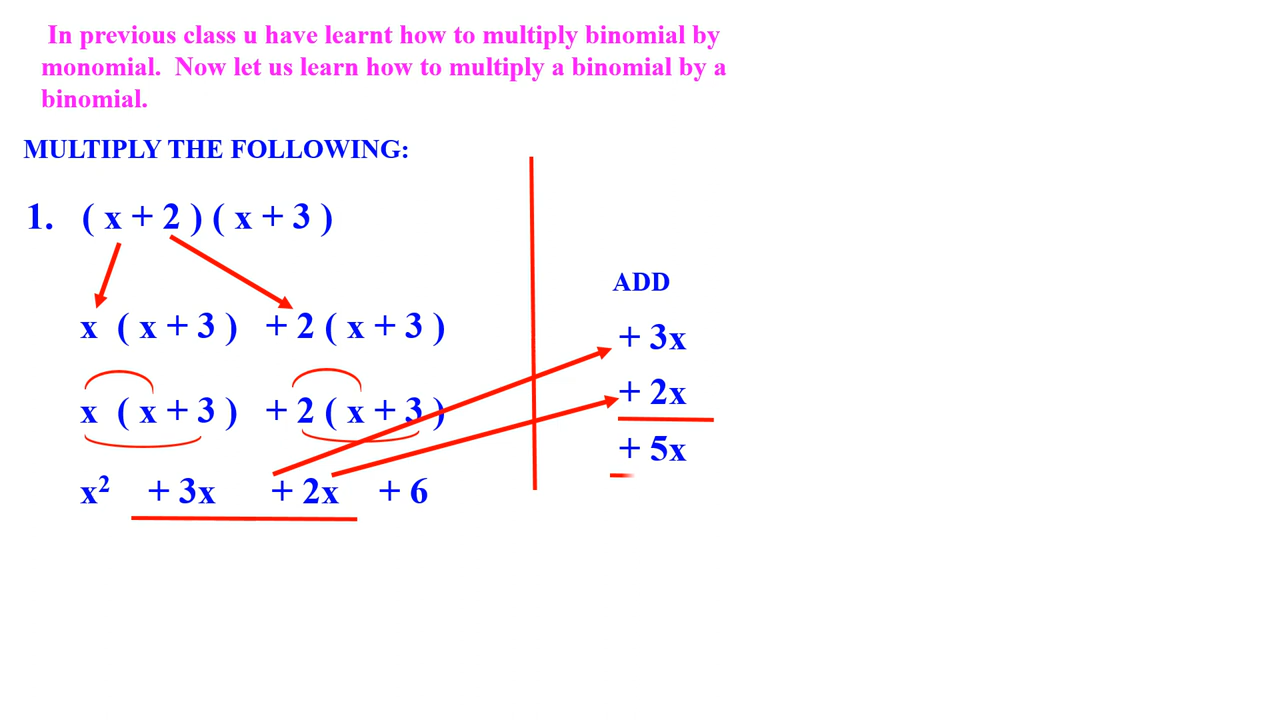 In previous class u have learnt how to multiply binomial by
monomial. Now let us learn how to multiply a binomial by a
binomial.
MULTIPLY THE FOLLOWING:
1. ( x + 2 ) ( x + 3 )
x ( x + 3 ) + 2 ( x + 3 )
x ( x + 3 ) + 2 ( x + 3 )
x² + 3x + 2x + 6
ADD
+ 3x
+ 2x
+ 5x